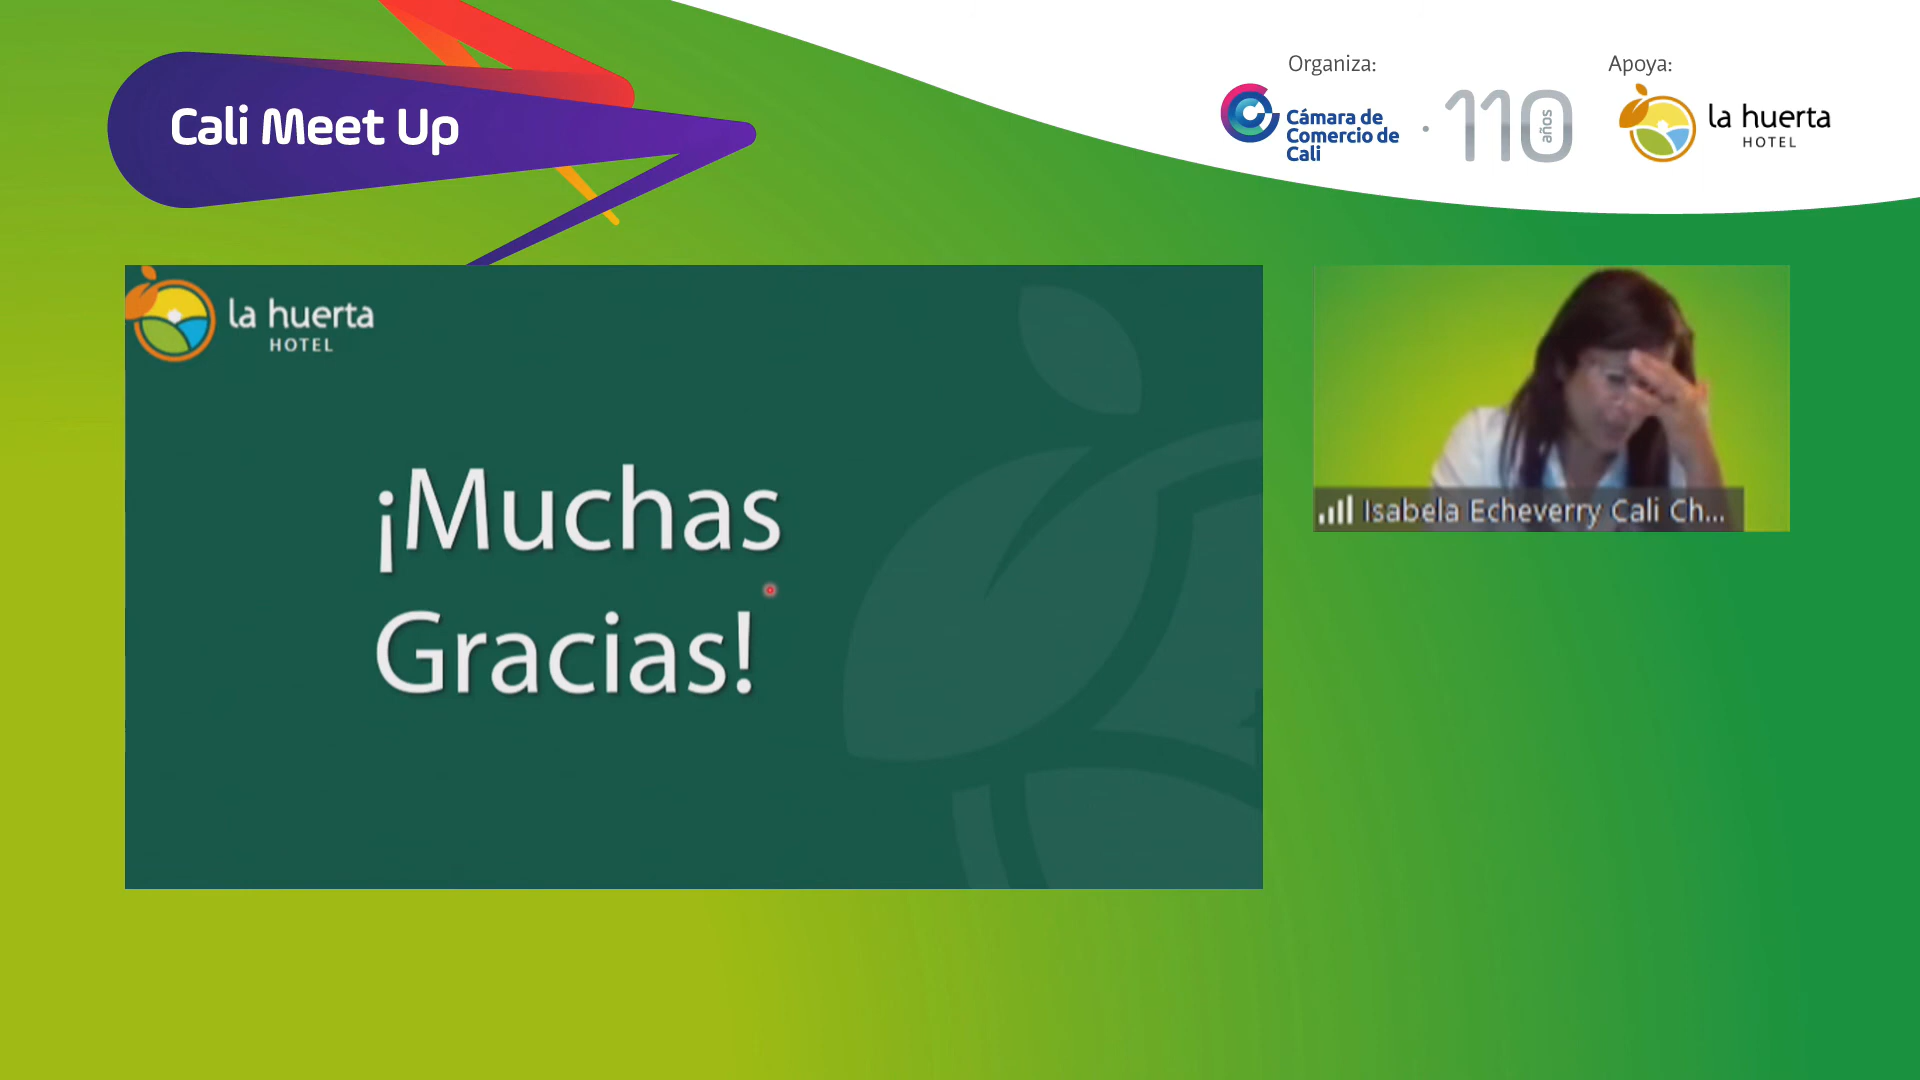 Cali Meet Up
Organiza:
Cámara de
Comercio de
Cali
110
años
Apoya:
la huerta
HOTEL
la huerta
HOTEL
¡Muchas
Gracias!
Isabela Echeverry Cali Ch...